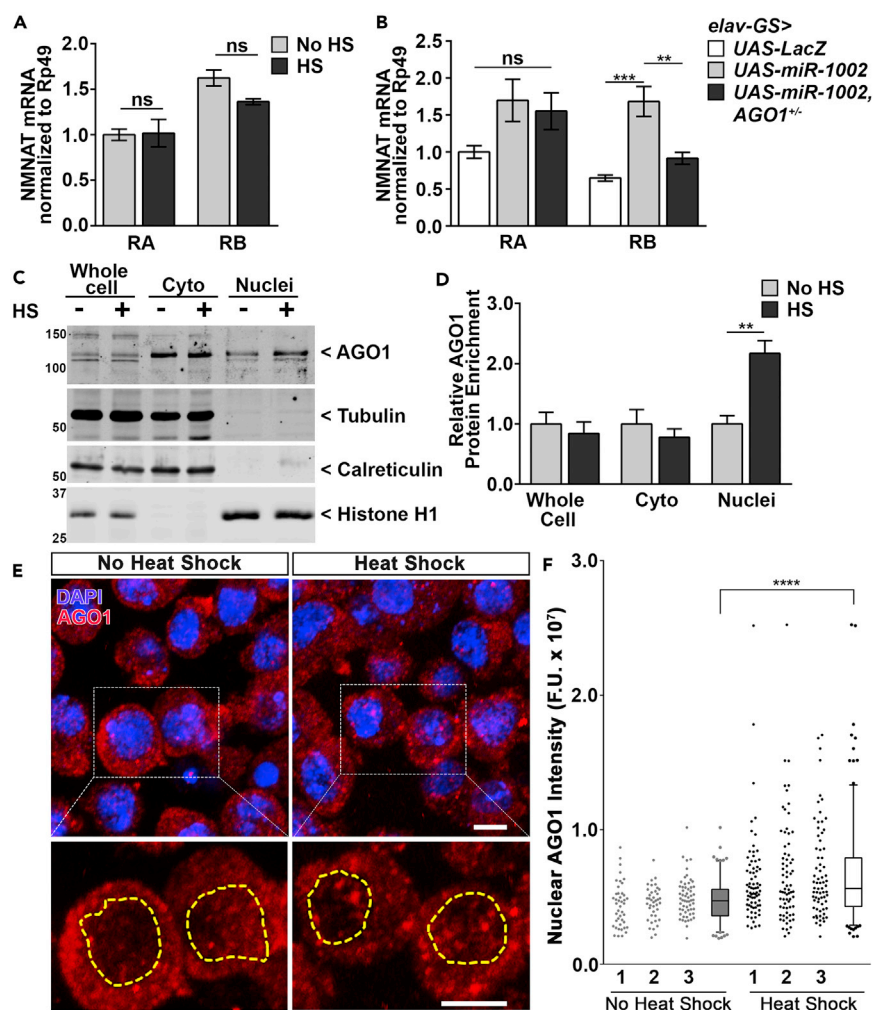 A
NMNAT mRNA
normalized to Rp49
2.0
1.5
1.0
0.5
0.0
ns
ns
RA
RB
No HS
HS
B
NMNAT mRNA
normalized to Rp49
2.5
2.0
1.5
1.0
0.5
0.0
ns
***
**
RA
RB
elav-GS>
UAS-LacZ
UAS-miR-1002
UAS-miR-1002,
AGO1+/-
C
Whole
cell
Cyto
Nuclei
HS - + - + - +
150
100
< AGO1
50
< Tubulin
50
< Calreticulin
37
25
< Histone H1
D
No HS
HS
Relative AGO1
Protein Enrichment
3.0
2.0
1.0
0.0
**
Whole
Cell
Cyto
Nuclei
E
No Heat Shock
Heat Shock
DAPI
AGO1
F
Nuclear AGO1 Intensity (F.U. x 10⁷)
3.0
2.0
1.0
0.0
****
1 2 3
No Heat Shock
1 2 3
Heat Shock